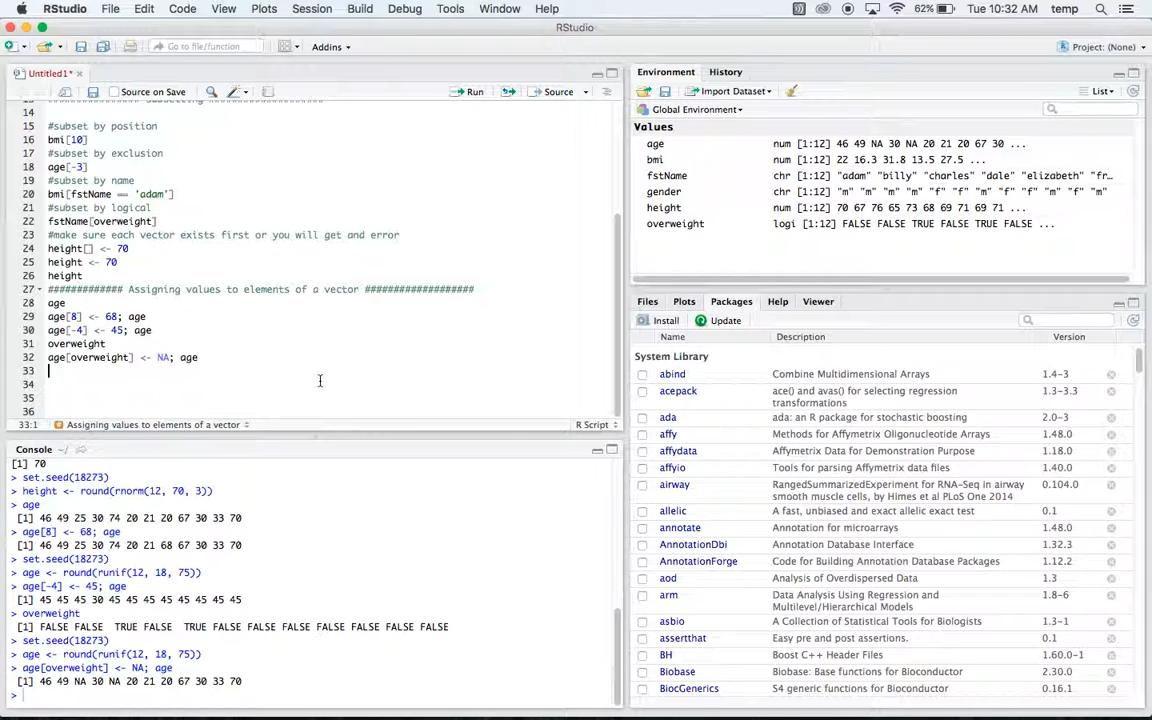 RStudio File Edit Code View Plots Session Build Debug Tools Window Help 62% Tue 10:32 AM temp
RStudio
Go to file/function Addins Project: (None)
Untitled1*
Source on Save Run Source
14
15 #subset by position
16 bmi[10]
17 #subset by exclusion
18 age[-3]
19 #subset by name
20 bmi[fstName == 'adam']
21 #subset by logical
22 fstName[overweight]
23 #make sure each vector exists first or you will get and error
24 height[] <- 70
25 height <- 70
26 height
27 ############# Assigning values to elements of a vector ###################
28 age
29 age[8] <- 68; age
30 age[-4] <- 45; age
31 overweight
32 age[overweight] <- NA; age
33
34
35
36
33:1 Assigning values to elements of a vector R Script
Console ~/
[1] 70
> set.seed(18273)
> height <- round(rnorm(12, 70, 3))
> age
[1] 46 49 25 30 74 20 21 20 67 30 33 70
> age[8] <- 68; age
[1] 46 49 25 30 74 20 21 68 67 30 33 70
> set.seed(18273)
> age <- round(runif(12, 18, 75))
> age[-4] <- 45; age
[1] 45 45 45 30 45 45 45 45 45 45 45 45
> overweight
[1] FALSE FALSE TRUE FALSE TRUE FALSE FALSE FALSE FALSE FALSE FALSE FALSE
> set.seed(18273)
> age <- round(runif(12, 18, 75))
> age[overweight] <- NA; age
[1] 46 49 NA 30 NA 20 21 20 67 30 33 70
>
Environment History
Import Dataset List
Global Environment
Values
age num [1:12] 46 49 NA 30 NA 20 21 20 67 30 ...
bmi num [1:12] 22 16.3 31.8 13.5 27.5 ...
fstName chr [1:12] "adam" "billy" "charles" "dale" "elizabeth" "fr...
gender chr [1:12] "m" "m" "m" "m" "f" "f" "m" "f" "f" "m" "f" "m"
height num [1:12] 70 67 76 65 73 68 69 71 69 71 ...
overweight logi [1:12] FALSE FALSE TRUE FALSE TRUE FALSE ...
Files Plots Packages Help Viewer
Install Update
Name Description Version
System Library
abind Combine Multidimensional Arrays 1.4-3
acepack ace() and avas() for selecting regression transformations 1.3-3.3
ada ada: an R package for stochastic boosting 2.0-3
affy Methods for Affymetrix Oligonucleotide Arrays 1.48.0
affydata Affymetrix Data for Demonstration Purpose 1.18.0
affyio Tools for parsing Affymetrix data files 1.40.0
airway RangedSummarizedExperiment for RNA-Seq in airway smooth muscle cells, by Himes et al PLoS One 2014 0.104.0
allelic A fast, unbiased and exact allelic exact test 0.1
annotate Annotation for microarrays 1.48.0
AnnotationDbi Annotation Database Interface 1.32.3
AnnotationForge Code for Building Annotation Database Packages 1.12.2
aod Analysis of Overdispersed Data 1.3
arm Data Analysis Using Regression and Multilevel/Hierarchical Models 1.8-6
asbio A Collection of Statistical Tools for Biologists 1.3-1
assertthat Easy pre and post assertions. 0.1
BH Boost C++ Header Files 1.60.0-1
Biobase Biobase: Base functions for Bioconductor 2.30.0
BiocGenerics S4 generic functions for Bioconductor 0.16.1